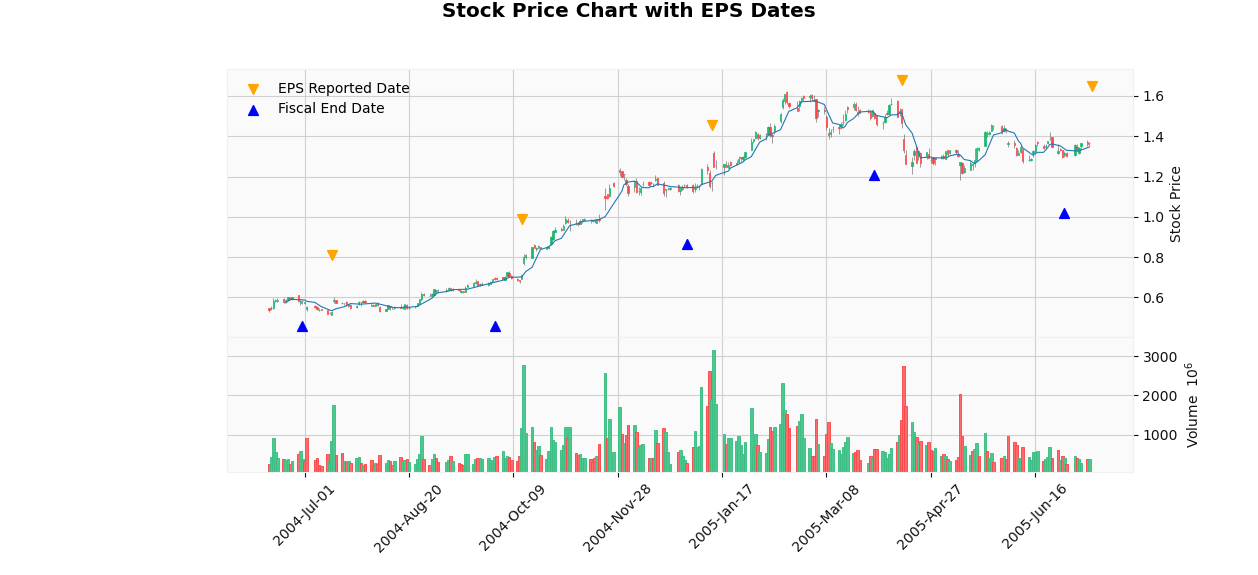 Stock Price Chart with EPS Dates
EPS Reported Date
Fiscal End Date
1.6
1.4
1.2
1.0
0.8
0.6
Stock Price
3000
2000
1000
Volume 10^6
2004-Jul-01
2004-Aug-20
2004-Oct-09
2004-Nov-28
2005-Jan-17
2005-Mar-08
2005-Apr-27
2005-Jun-16